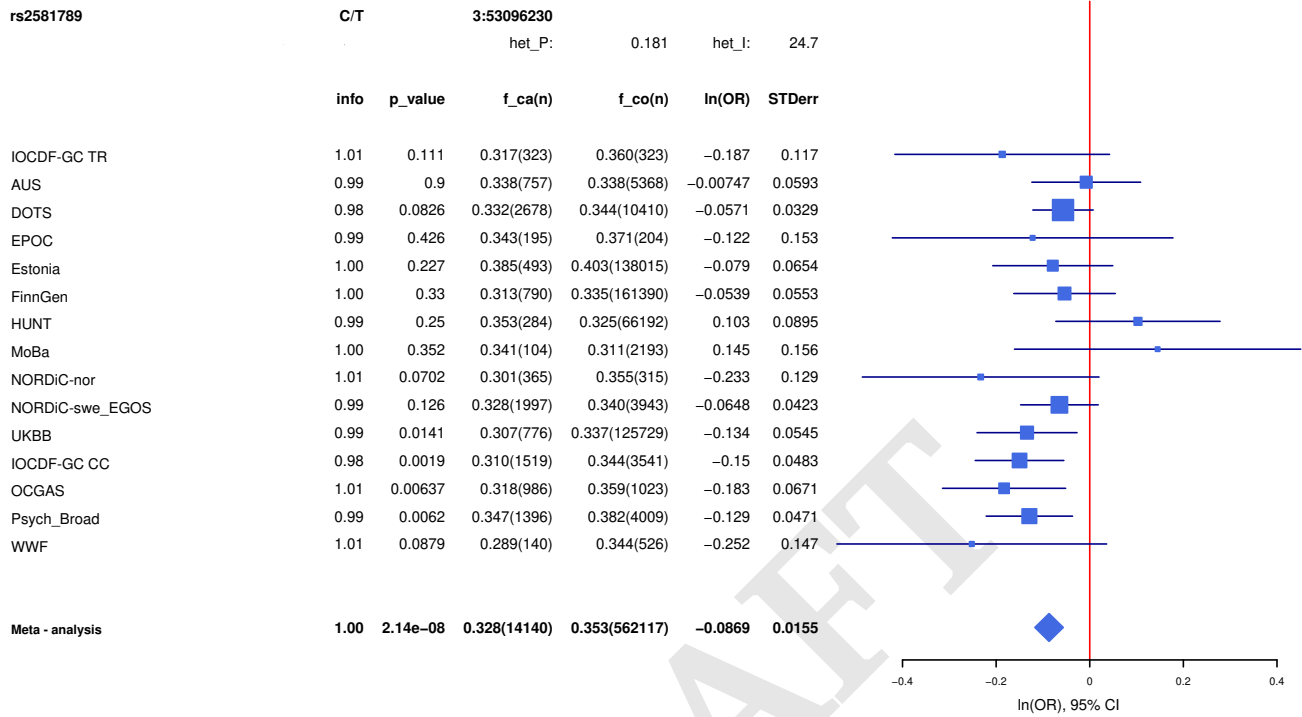 rs2581789 C/T 3:53096230
het_P: 0.181 het_I: 24.7
info p_value f_ca(n) f_co(n) ln(OR) STDerr
IOCDF-GC TR 1.01 0.111 0.317(323) 0.360(323) −0.187 0.117
AUS 0.99 0.9 0.338(757) 0.338(5368) −0.00747 0.0593
DOTS 0.98 0.0826 0.332(2678) 0.344(10410) −0.0571 0.0329
EPOC 0.99 0.426 0.343(195) 0.371(204) −0.122 0.153
Estonia 1.00 0.227 0.385(493) 0.403(138015) −0.079 0.0654
FinnGen 1.00 0.33 0.313(790) 0.335(161390) −0.0539 0.0553
HUNT 0.99 0.25 0.353(284) 0.325(66192) 0.103 0.0895
MoBa 1.00 0.352 0.341(104) 0.311(2193) 0.145 0.156
NORDiC-nor 1.01 0.0702 0.301(365) 0.355(315) −0.233 0.129
NORDiC-swe_EGOS 0.99 0.126 0.328(1997) 0.340(3943) −0.0648 0.0423
UKBB 0.99 0.0141 0.307(776) 0.337(125729) −0.134 0.0545
IOCDF-GC CC 0.98 0.0019 0.310(1519) 0.344(3541) −0.15 0.0483
OCGAS 1.01 0.00637 0.318(986) 0.359(1023) −0.183 0.0671
Psych_Broad 0.99 0.0062 0.347(1396) 0.382(4009) −0.129 0.0471
WWF 1.01 0.0879 0.289(140) 0.344(526) −0.252 0.147
Meta - analysis 1.00 2.14e−08 0.328(14140) 0.353(562117) −0.0869 0.0155
−0.4 −0.2 0 0.2 0.4
ln(OR), 95% CI
AFT